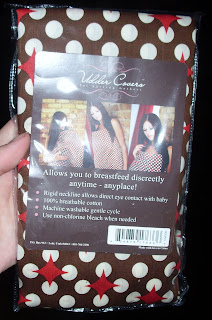 Udder Covers
Allows you to breastfeed discreetly
anytime - anyplace!
• Rigid neckline allows direct eye contact with baby
• 100% breathable cotton
• Machine washable gentle cycle
• Use non-chlorine bleach when needed